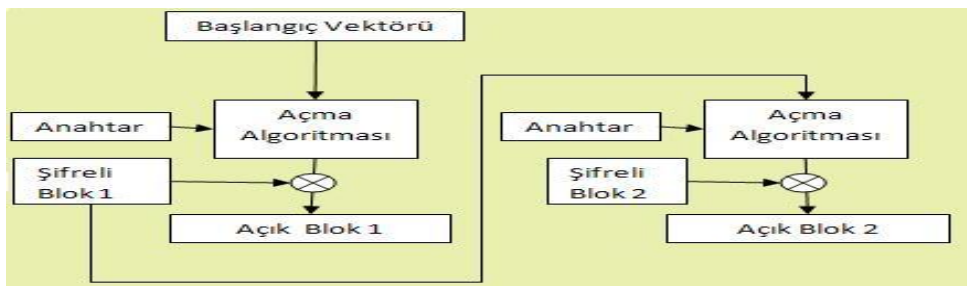 Başlangıç Vektörü
Anahtar
Açma
Algoritması
Şifreli
Blok 1
Açık Blok 1
Anahtar
Açma
Algoritması
Şifreli
Blok 2
Açık Blok 2